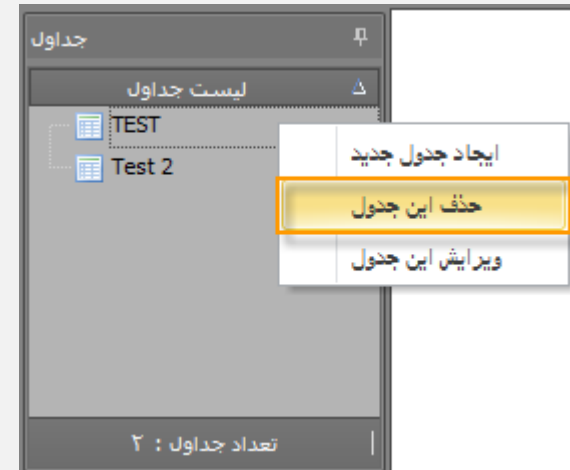 جداول
لیست جداول
TEST
Test 2
ایجاد جدول جدید
حذف این جدول
ویرایش این جدول
تعداد جداول : ۲